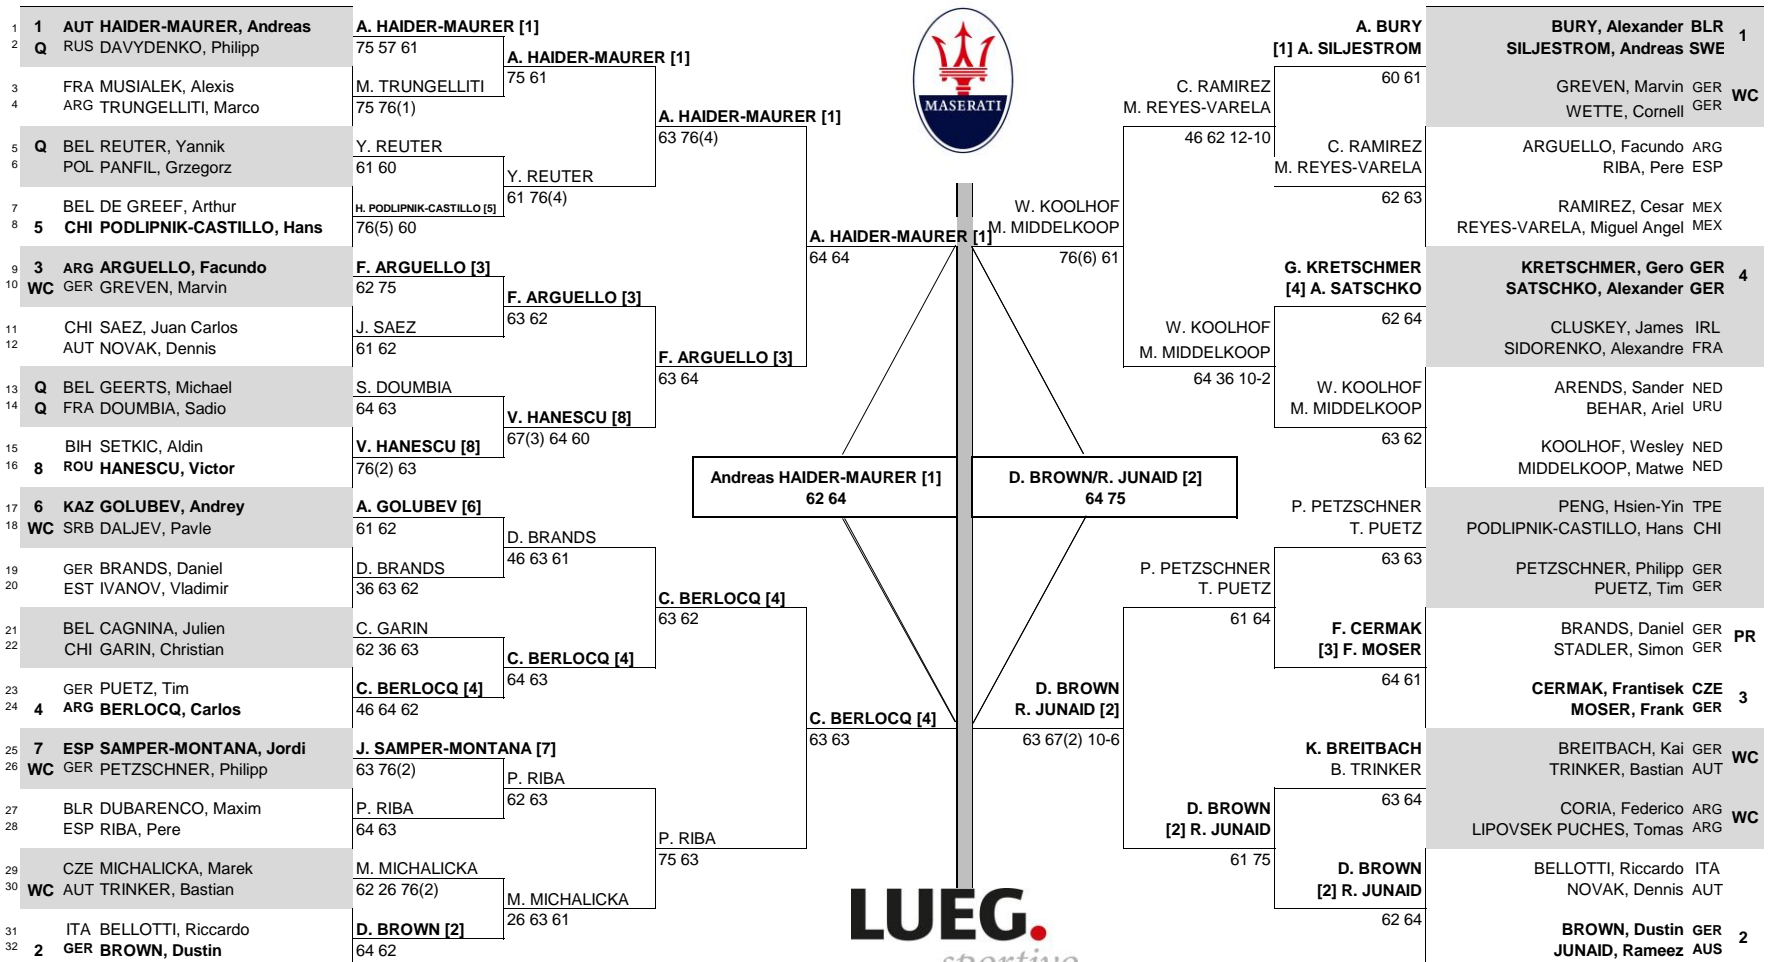 1 1 AUT HAIDER-MAURER, Andreas
2 Q RUS DAVYDENKO, Philipp
3 FRA MUSIALEK, Alexis
4 ARG TRUNGELLITI, Marco
5 Q BEL REUTER, Yannik
6 POL PANFIL, Grzegorz
7 BEL DE GREEF, Arthur
8 5 CHI PODLIPNIK-CASTILLO, Hans
9 3 ARG ARGUELLO, Facundo
10 WC GER GREVEN, Marvin
11 CHI SAEZ, Juan Carlos
12 AUT NOVAK, Dennis
13 Q BEL GEERTS, Michael
14 Q FRA DOUMBIA, Sadio
15 BIH SETKIC, Aldin
16 8 ROU HANESCU, Victor
17 6 KAZ GOLUBEV, Andrey
18 WC SRB DALJEV, Pavle
19 GER BRANDS, Daniel
20 EST IVANOV, Vladimir
21 BEL CAGNINA, Julien
22 CHI GARIN, Christian
23 GER PUETZ, Tim
24 4 ARG BERLOCQ, Carlos
25 7 ESP SAMPER-MONTANA, Jordi
26 WC GER PETZSCHNER, Philipp
27 BLR DUBARENCO, Maxim
28 ESP RIBA, Pere
29 CZE MICHALICKA, Marek
30 WC AUT TRINKER, Bastian
31 ITA BELLOTTI, Riccardo
32 2 GER BROWN, Dustin
A. HAIDER-MAURER [1]
75 57 61
M. TRUNGELLITI
75 76(1)
Y. REUTER
61 60
H. PODLIPNIK-CASTILLO [5]
76(5) 60
F. ARGUELLO [3]
62 75
J. SAEZ
61 62
S. DOUMBIA
64 63
V. HANESCU [8]
76(2) 63
A. GOLUBEV [6]
61 62
D. BRANDS
36 63 62
C. GARIN
62 36 63
C. BERLOCQ [4]
46 64 62
J. SAMPER-MONTANA [7]
63 76(2)
P. RIBA
64 63
M. MICHALICKA
62 26 76(2)
D. BROWN [2]
64 62
A. HAIDER-MAURER [1]
75 61
Y. REUTER
61 76(4)
F. ARGUELLO [3]
63 62
V. HANESCU [8]
67(3) 64 60
D. BRANDS
46 63 61
C. BERLOCQ [4]
64 63
P. RIBA
62 63
M. MICHALICKA
26 63 61
A. HAIDER-MAURER [1]
63 76(4)
F. ARGUELLO [3]
63 64
C. BERLOCQ [4]
63 62
P. RIBA
75 63
A. HAIDER-MAURER [1]
64 64
C. BERLOCQ [4]
63 63
Andreas HAIDER-MAURER [1]
62 64
MASERATI
LUEG.
sportivo
D. BROWN/R. JUNAID [2]
64 75
W. KOOLHOF
M. MIDDELKOOP
76(6) 61
D. BROWN
R. JUNAID [2]
63 67(2) 10-6
C. RAMIREZ
M. REYES-VARELA
46 62 12-10
W. KOOLHOF
M. MIDDELKOOP
64 36 10-2
P. PETZSCHNER
T. PUETZ
61 64
D. BROWN
[2] R. JUNAID
61 75
A. BURY
[1] A. SILJESTROM
60 61
C. RAMIREZ
M. REYES-VARELA
62 63
G. KRETSCHMER
[4] A. SATSCHKO
62 64
W. KOOLHOF
M. MIDDELKOOP
63 62
P. PETZSCHNER
T. PUETZ
63 63
F. CERMAK
[3] F. MOSER
64 61
K. BREITBACH
B. TRINKER
63 64
D. BROWN
[2] R. JUNAID
62 64
BURY, Alexander BLR 1
SILJESTROM, Andreas SWE
GREVEN, Marvin GER WC
WETTE, Cornell GER
ARGUELLO, Facundo ARG
RIBA, Pere ESP
RAMIREZ, Cesar MEX
REYES-VARELA, Miguel Angel MEX
KRETSCHMER, Gero GER 4
SATSCHKO, Alexander GER
CLUSKEY, James IRL
SIDORENKO, Alexandre FRA
ARENDS, Sander NED
BEHAR, Ariel URU
KOOLHOF, Wesley NED
MIDDELKOOP, Matwe NED
PENG, Hsien-Yin TPE
PODLIPNIK-CASTILLO, Hans CHI
PETZSCHNER, Philipp GER
PUETZ, Tim GER
BRANDS, Daniel GER PR
STADLER, Simon GER
CERMAK, Frantisek CZE 3
MOSER, Frank GER
BREITBACH, Kai GER WC
TRINKER, Bastian AUT
CORIA, Federico ARG WC
LIPOVSEK PUCHES, Tomas ARG
BELLOTTI, Riccardo ITA
NOVAK, Dennis AUT
BROWN, Dustin GER 2
JUNAID, Rameez AUS